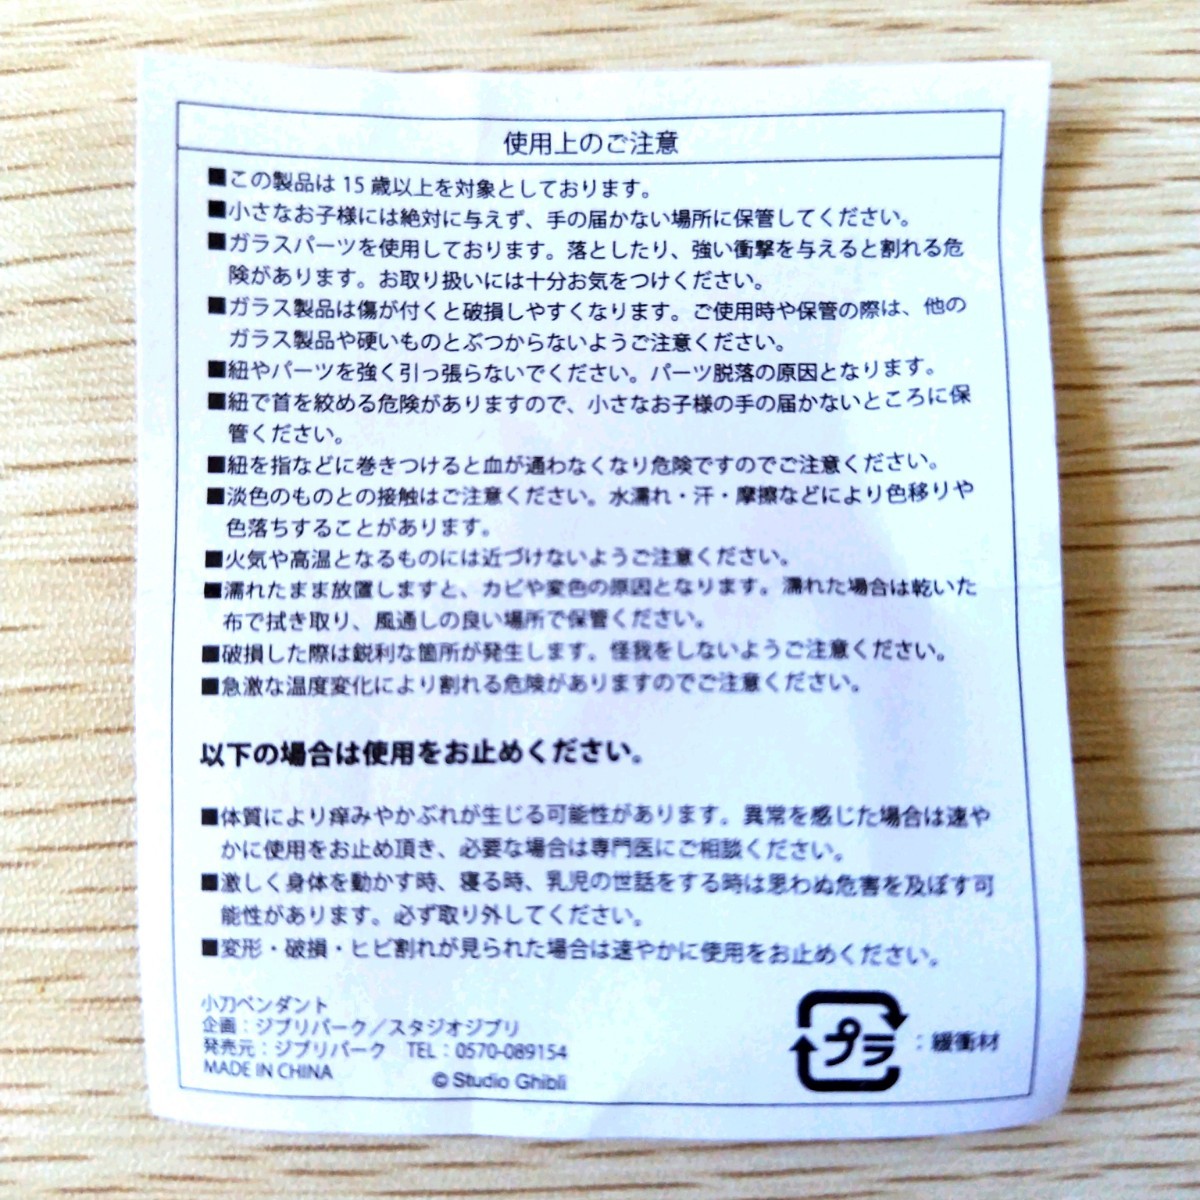 使用上のご注意
■この製品は 15 歳以上を対象としております。
■小さなお子様には絶対に与えず、手の届かない場所に保管してください。
■ガラスパーツを使用しております。落としたり、強い衝撃を与えると割れる危
険があります。お取り扱いには十分お気をつけください。
■ガラス製品は傷が付くと破損しやすくなります。ご使用時や保管の際は、他の
ガラス製品や硬いものとぶつからないようご注意ください。
■紐やパーツを強く引っ張らないでください。パーツ脱落の原因となります。
■紐で首を絞める危険がありますので、小さなお子様の手の届かないところに保
管ください。
■紐を指などに巻きつけると血が通わなくなり危険ですのでご注意ください。
■淡色のものとの接触はご注意ください。水濡れ・汗・摩擦などにより色移りや
色落ちすることがあります。
■火気や高温となるものには近づけないようご注意ください。
■濡れたまま放置しますと、カビや変色の原因となります。濡れた場合は乾いた
布で拭き取り、風通しの良い場所で保管ください。
■破損した際は鋭利な箇所が発生します。怪我をしないようご注意ください。
■急激な温度変化により割れる危険がありますのでご注意ください。
以下の場合は使用をお止めください。
■体質により痒みやかぶれが生じる可能性があります。異常を感じた場合は速や
かに使用をお止め頂き、必要な場合は専門医にご相談ください。
■激しく身体を動かす時、寝る時、乳児の世話をする時は思わぬ危害を及ぼす可
能性があります。必ず取り外してください。
■変形・破損・ヒビ割れが見られた場合は速やかに使用をお止めください。
小刀ペンダント
企画：ジブリパーク／スタジオジブリ
発売元：ジブリパーク TEL：0570-089154
MADE IN CHINA
© Studio Ghibli
プラ ：緩衝材